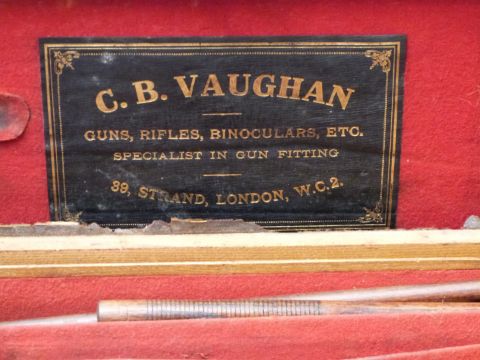 C. B. VAUGHAN
GUNS, RIFLES, BINOCULARS, ETC.
SPECIALIST IN GUN FITTING
39, STRAND, LONDON, W.C.2.